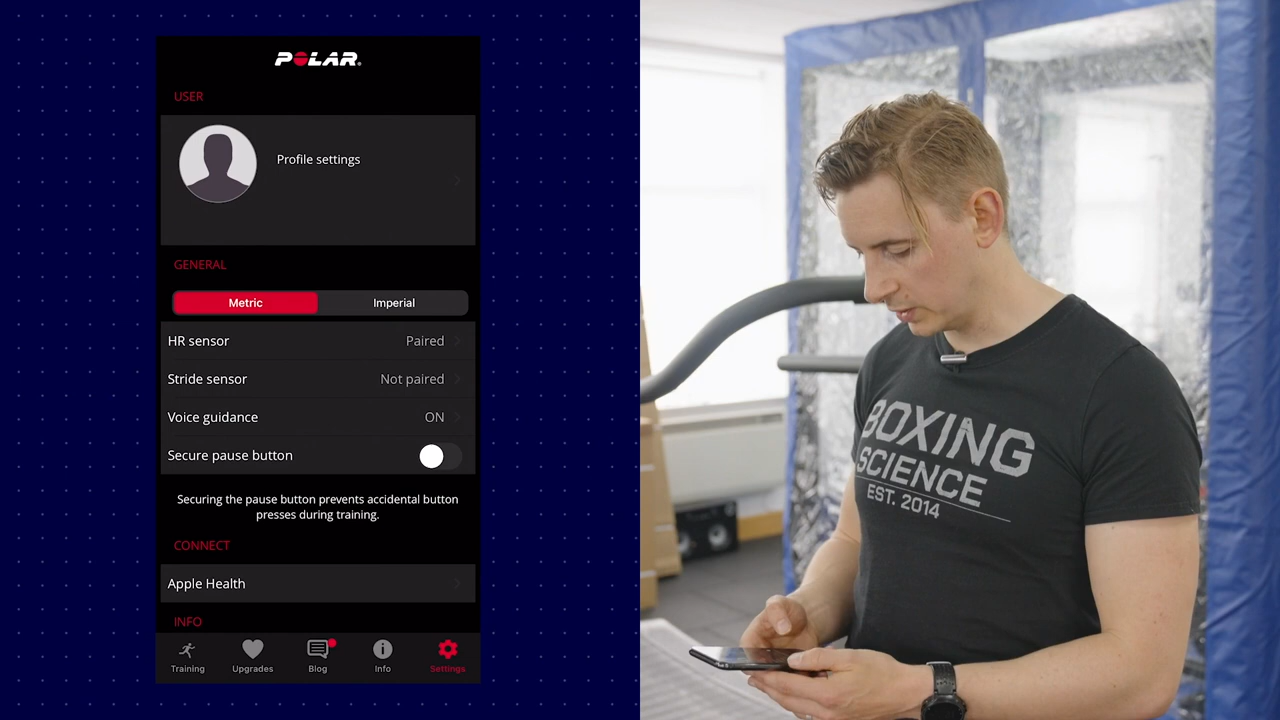 POLAR.
USER
Profile settings
GENERAL
Metric Imperial
HR sensor Paired
Stride sensor Not paired
Voice guidance ON
Secure pause button
Securing the pause button prevents accidental button
presses during training.
CONNECT
Apple Health
INFO
Training Upgrades Blog Info Settings
BOXING
SCIENCE
EST. 2014